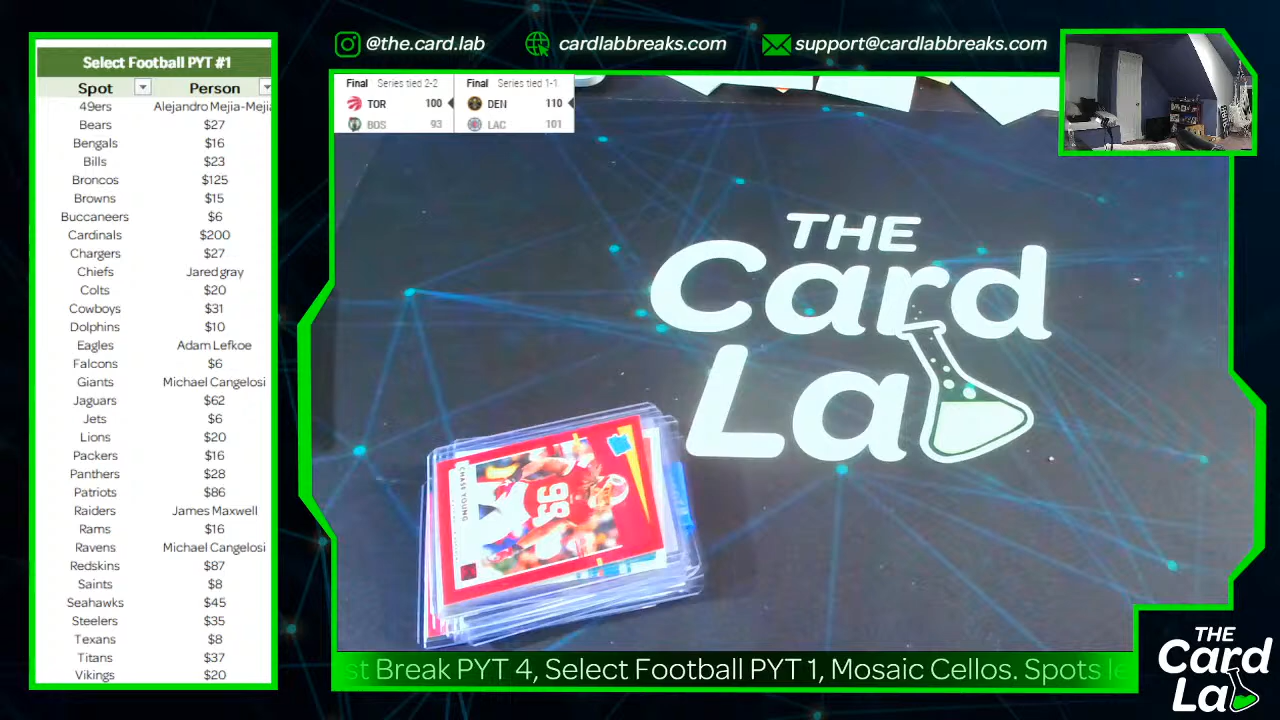 @the.card.lab
cardlabbreaks.com
support@cardlabbreaks.com
Select Football PYT #1
Spot Person
49ers Alejandro Mejia-Mejia
Bears $27
Bengals $16
Bills $23
Broncos $125
Browns $15
Buccaneers $6
Cardinals $200
Chargers $27
Chiefs Jared gray
Colts $20
Cowboys $31
Dolphins $10
Eagles Adam Lefkoe
Falcons $6
Giants Michael Cangelosi
Jaguars $62
Jets $6
Lions $20
Packers $16
Panthers $28
Patriots $86
Raiders James Maxwell
Rams $16
Ravens Michael Cangelosi
Redskins $87
Saints $8
Seahawks $45
Steelers $35
Texans $8
Titans $37
Vikings $20
Final Series tied 2-2
TOR 100
BOS 93
Final Series tied 1-1
DEN 110
LAC 101
THE
Card
Lab
CHASE YOUNG
99
st Break PYT 4, Select Football PYT 1, Mosaic Cellos. Spots le
THE
Card
Lab